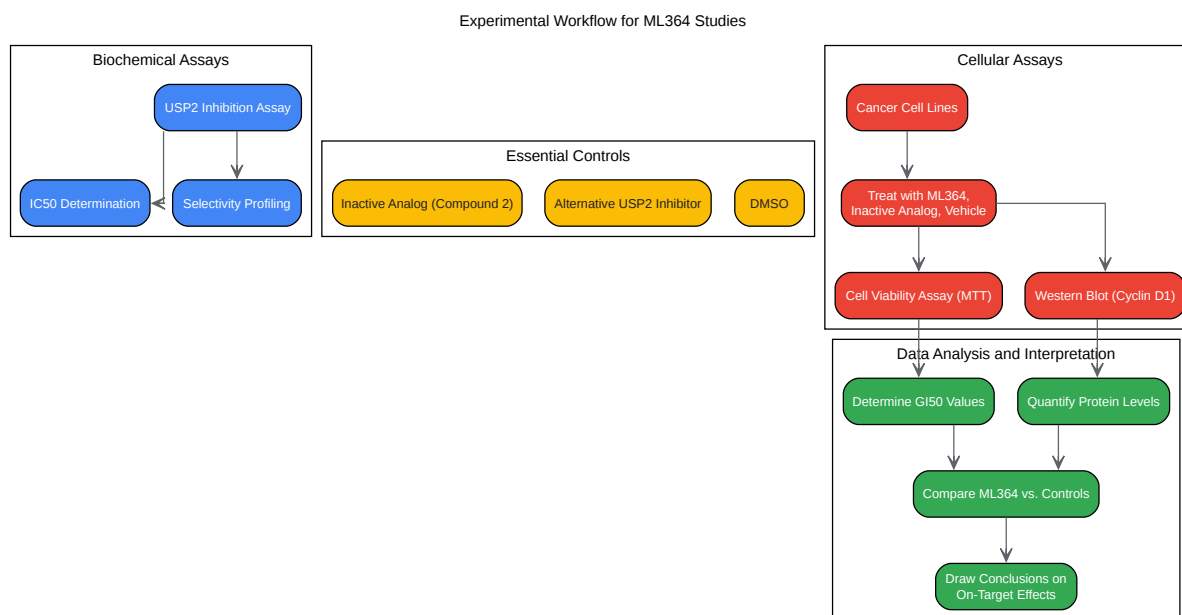 Experimental Workflow for ML364 Studies
Biochemical Assays
USP2 Inhibition Assay
IC50 Determination
Selectivity Profiling
Essential Controls
Inactive Analog (Compound 2)
Alternative USP2 Inhibitor
DMSO
Cellular Assays
Cancer Cell Lines
Treat with ML364,
Inactive Analog, Vehicle
Cell Viability Assay (MTT)
Western Blot (Cyclin D1)
Data Analysis and Interpretation
Determine GI50 Values
Quantify Protein Levels
Compare ML364 vs. Controls
Draw Conclusions on
On-Target Effects